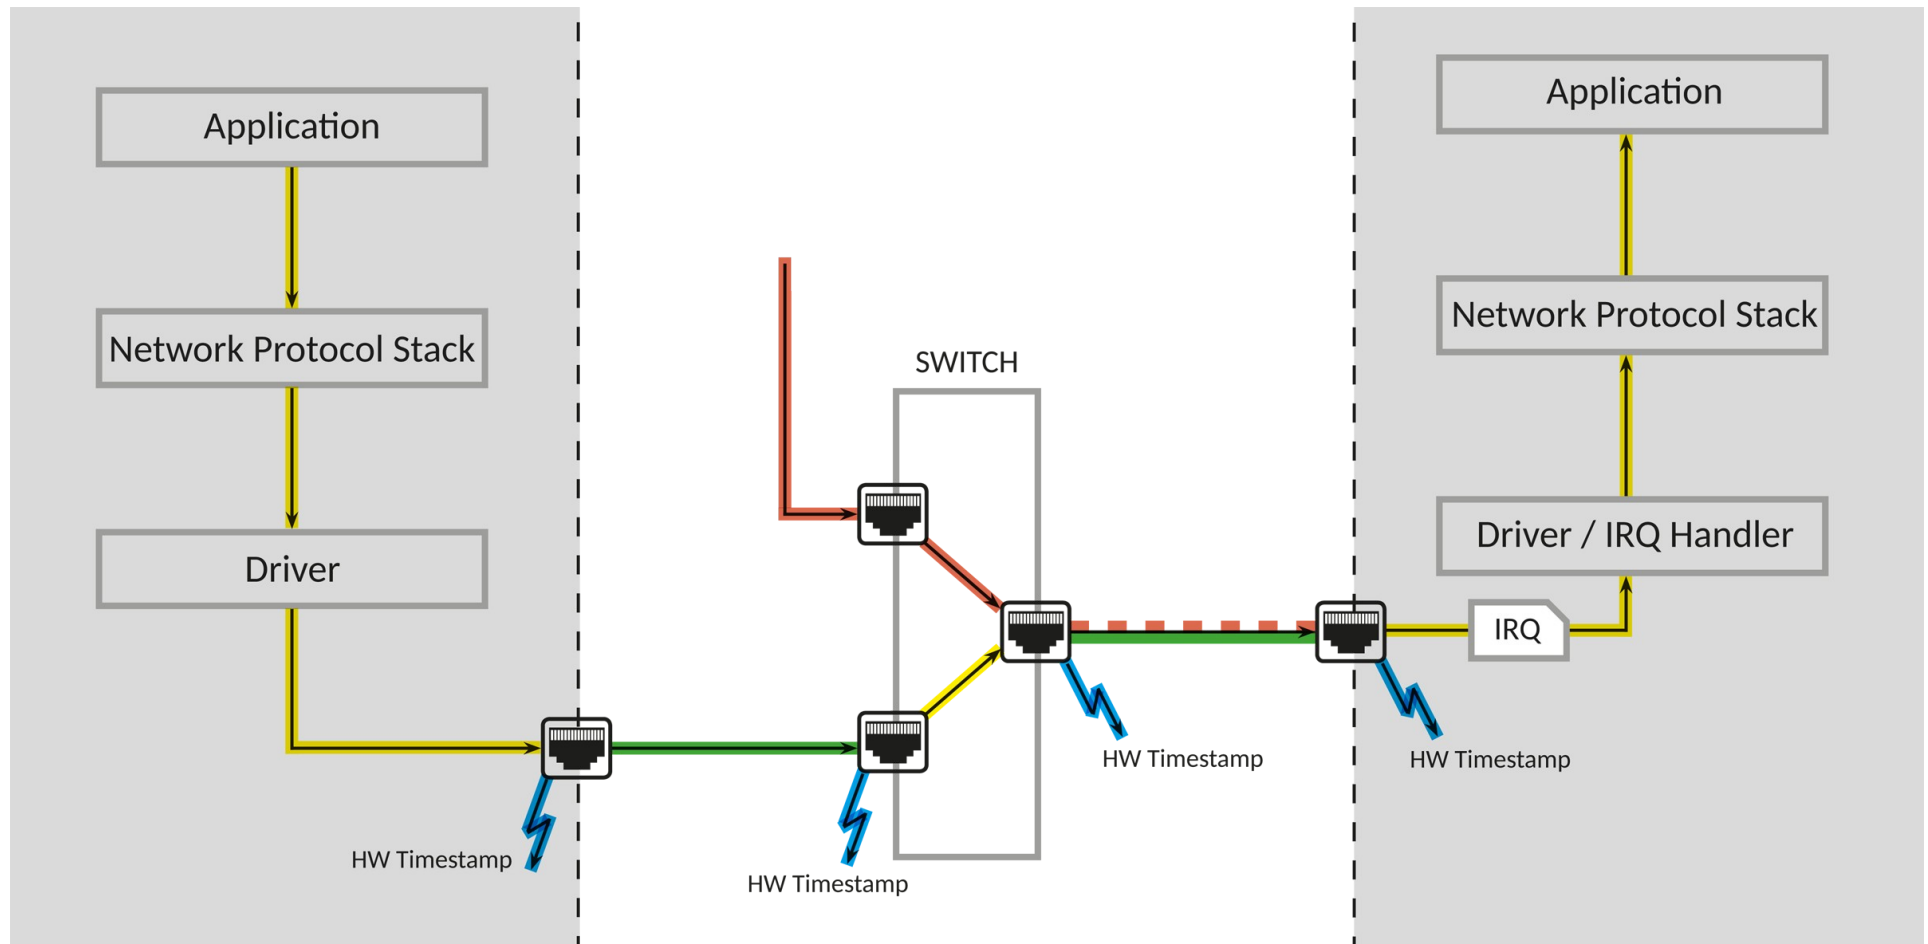 Application
Network Protocol Stack
Driver
HW Timestamp
SWITCH
HW Timestamp
HW Timestamp
Application
Network Protocol Stack
Driver / IRQ Handler
IRQ
HW Timestamp